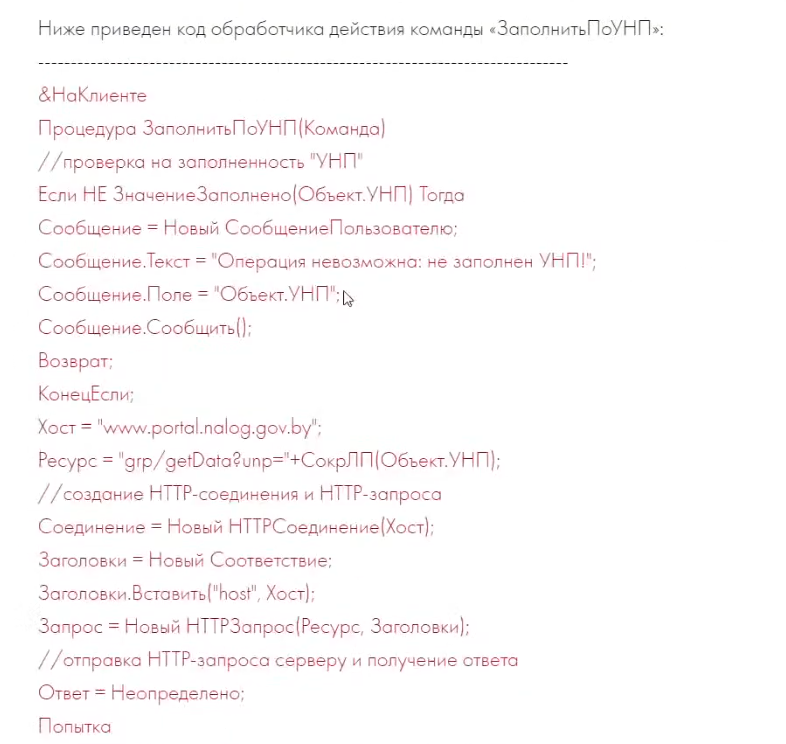 Ниже приведен код обработчика действия команды «ЗаполнитьПоУНП»:
--------------------------------------------------------------------------------
&НаКлиенте
Процедура ЗаполнитьПоУНП(Команда)
//проверка на заполненность "УНП"
Если НЕ ЗначениеЗаполнено(Объект.УНП) Тогда
Сообщение = Новый СообщениеПользователю;
Сообщение.Текст = "Операция невозможна: не заполнен УНП!";
Сообщение.Поле = "Объект.УНП";
Сообщение.Сообщить();
Возврат;
КонецЕсли;
Хост = "www.portal.nalog.gov.by";
Ресурс = "grp/getData?unp="+СокрЛП(Объект.УНП);
//создание HTTP-соединения и HTTP-запроса
Соединение = Новый HTTPСоединение(Хост);
Заголовки = Новый Соответствие;
Заголовки.Вставить("host", Хост);
Запрос = Новый HTTPЗапрос(Ресурс, Заголовки);
//отправка HTTP-запроса серверу и получение ответа
Ответ = Неопределено;
Попытка